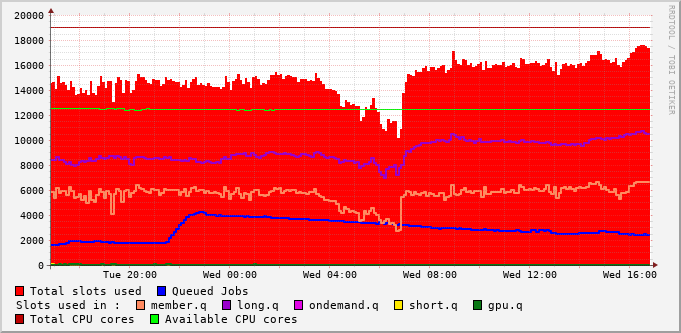 20000
18000
16000
14000
12000
10000
8000
6000
4000
2000
0
Tue 20:00 Wed 00:00 Wed 04:00 Wed 08:00 Wed 12:00 Wed 16:00
RRDTOOL / TOBI OETIKER
Total slots used Queued Jobs
Slots used in : member.q long.q ondemand.q short.q gpu.q
Total CPU cores Available CPU cores